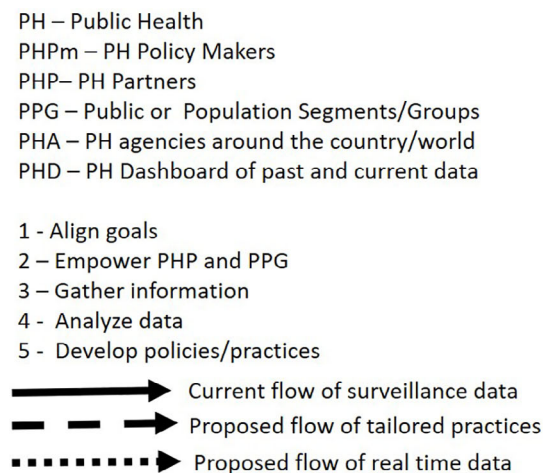 PH – Public Health
PHPm – PH Policy Makers
PHP– PH Partners
PPG – Public or Population Segments/Groups
PHA – PH agencies around the country/world
PHD – PH Dashboard of past and current data
1 - Align goals
2 – Empower PHP and PPG
3 – Gather information
4 - Analyze data
5 - Develop policies/practices
Current flow of surveillance data
Proposed flow of tailored practices
Proposed flow of real time data